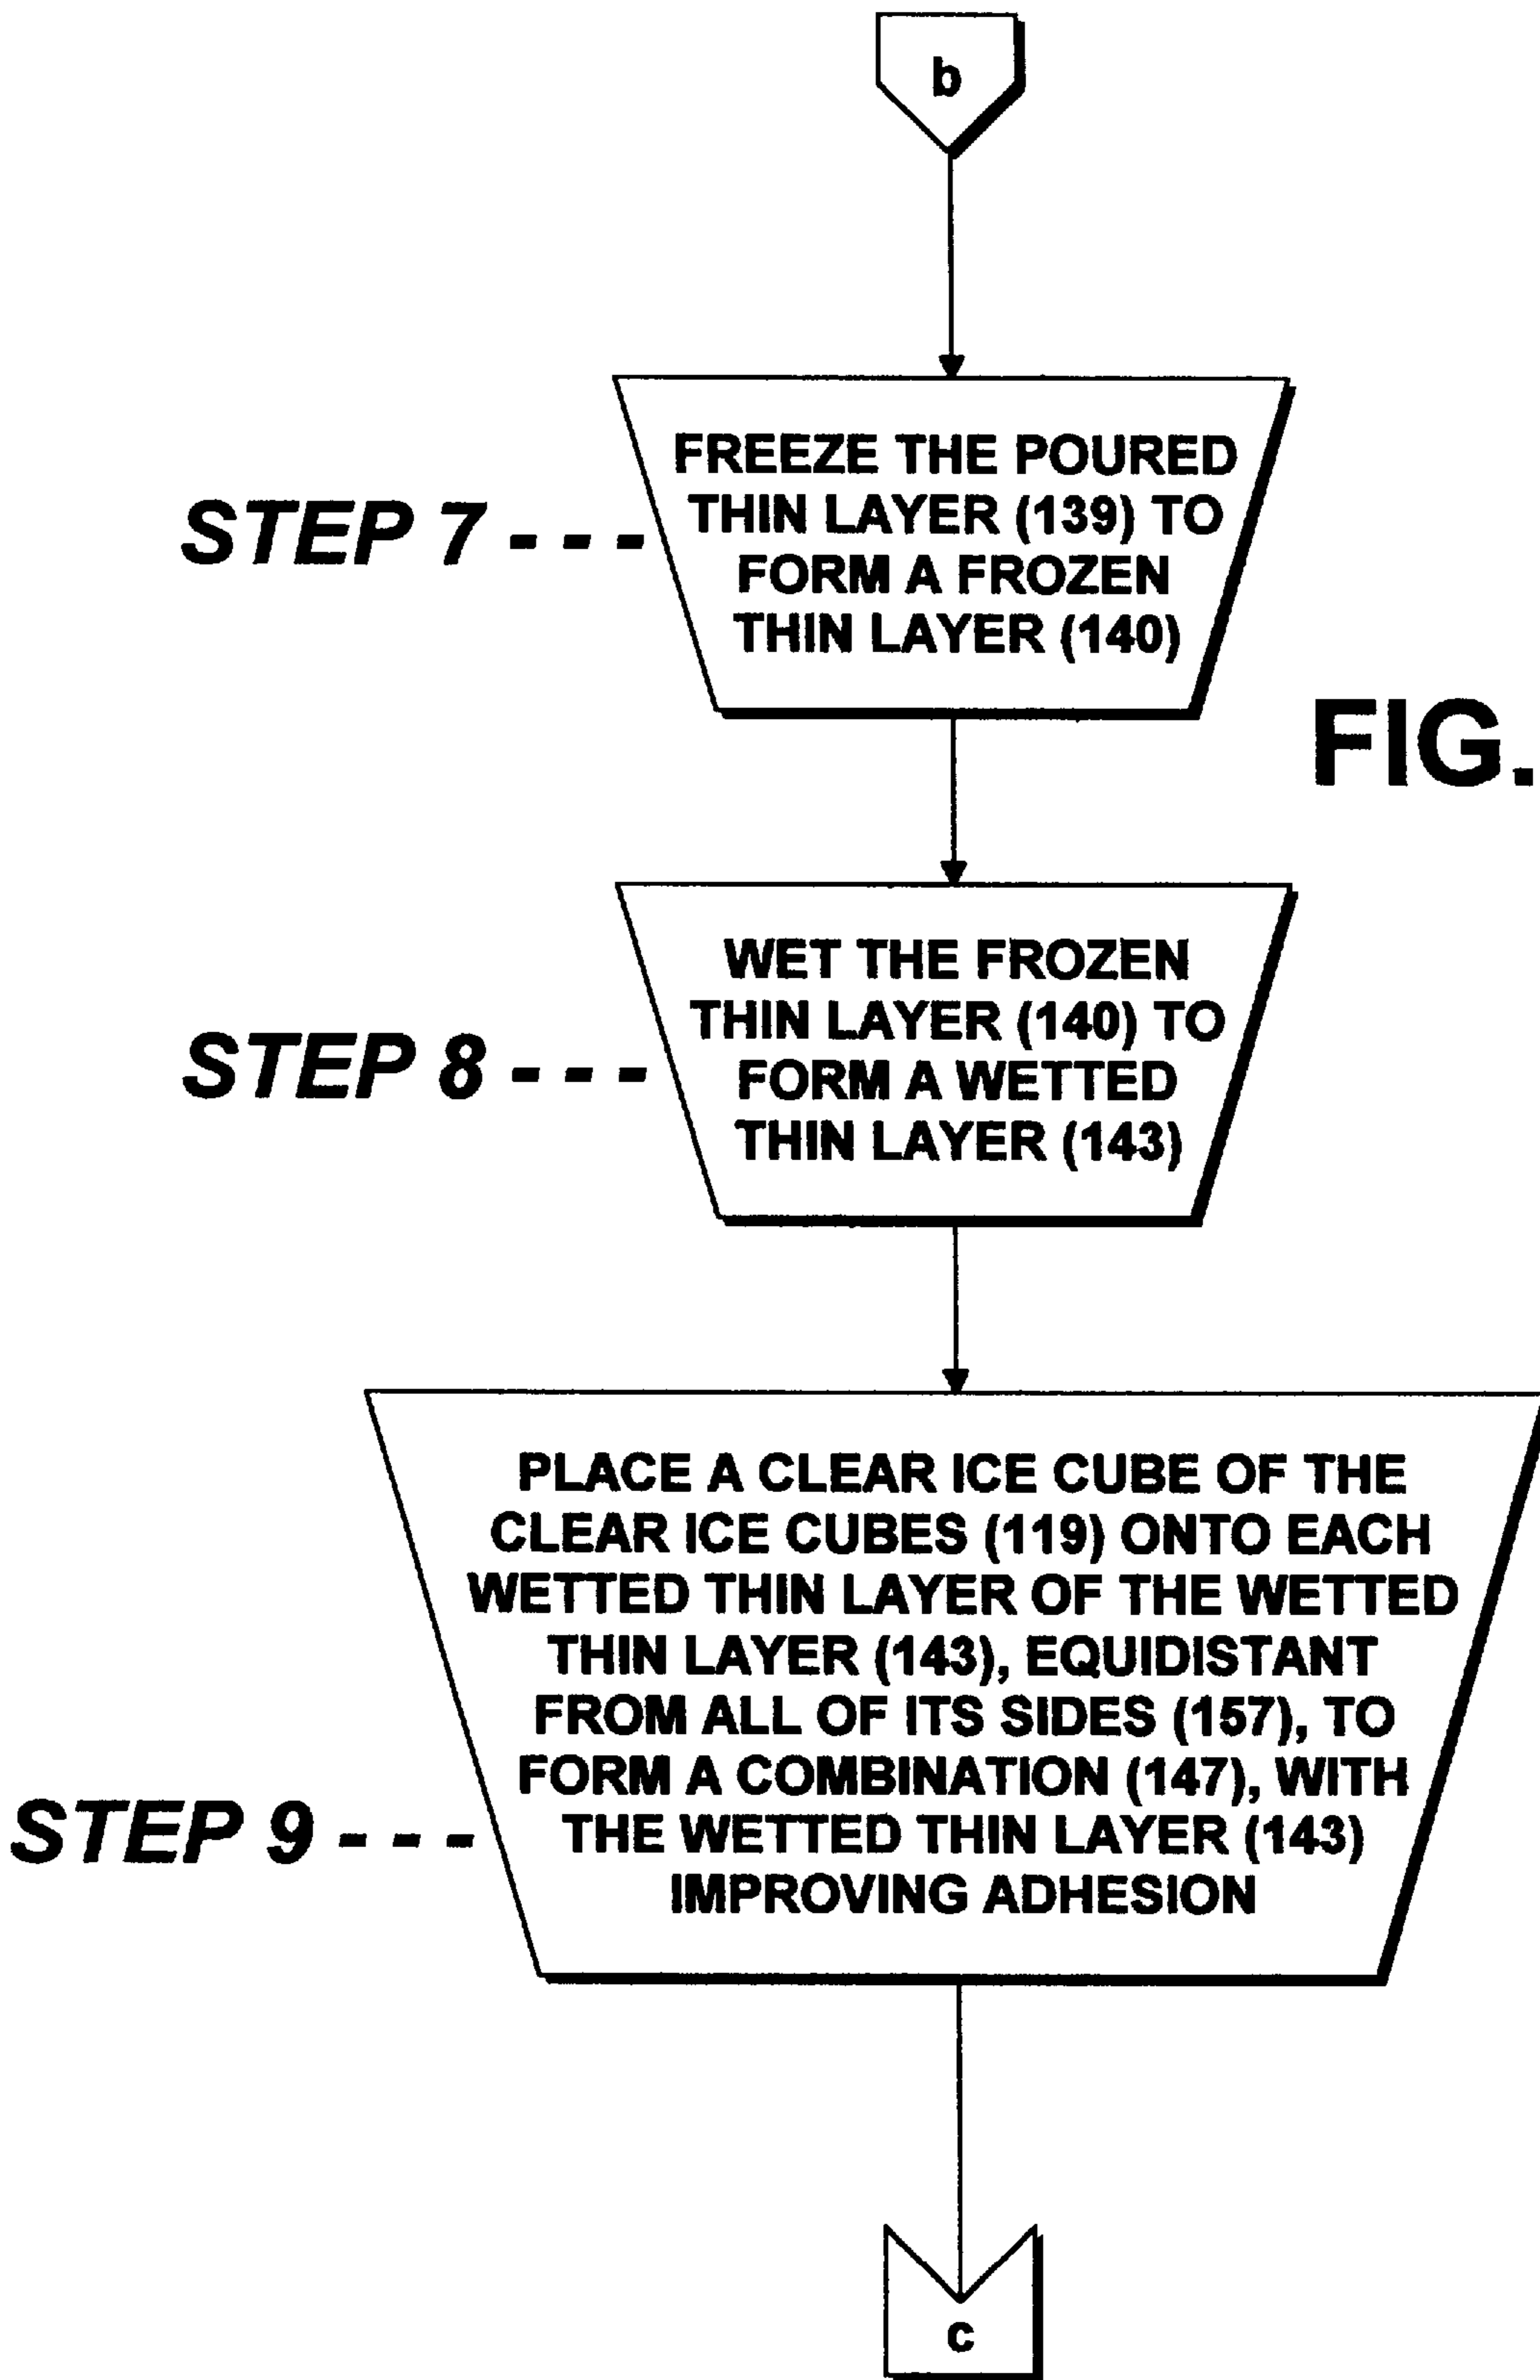 b
STEP 7 - - -
FREEZE THE POURED
THIN LAYER (139) TO
FORM A FROZEN
THIN LAYER (140)
FIG.
STEP 8 - - -
WET THE FROZEN
THIN LAYER (140) TO
FORM A WETTED
THIN LAYER (143)
STEP 9 - - -
PLACE A CLEAR ICE CUBE OF THE
CLEAR ICE CUBES (119) ONTO EACH
WETTED THIN LAYER OF THE WETTED
THIN LAYER (143), EQUIDISTANT
FROM ALL OF ITS SIDES (157), TO
FORM A COMBINATION (147), WITH
THE WETTED THIN LAYER (143)
IMPROVING ADHESION
c